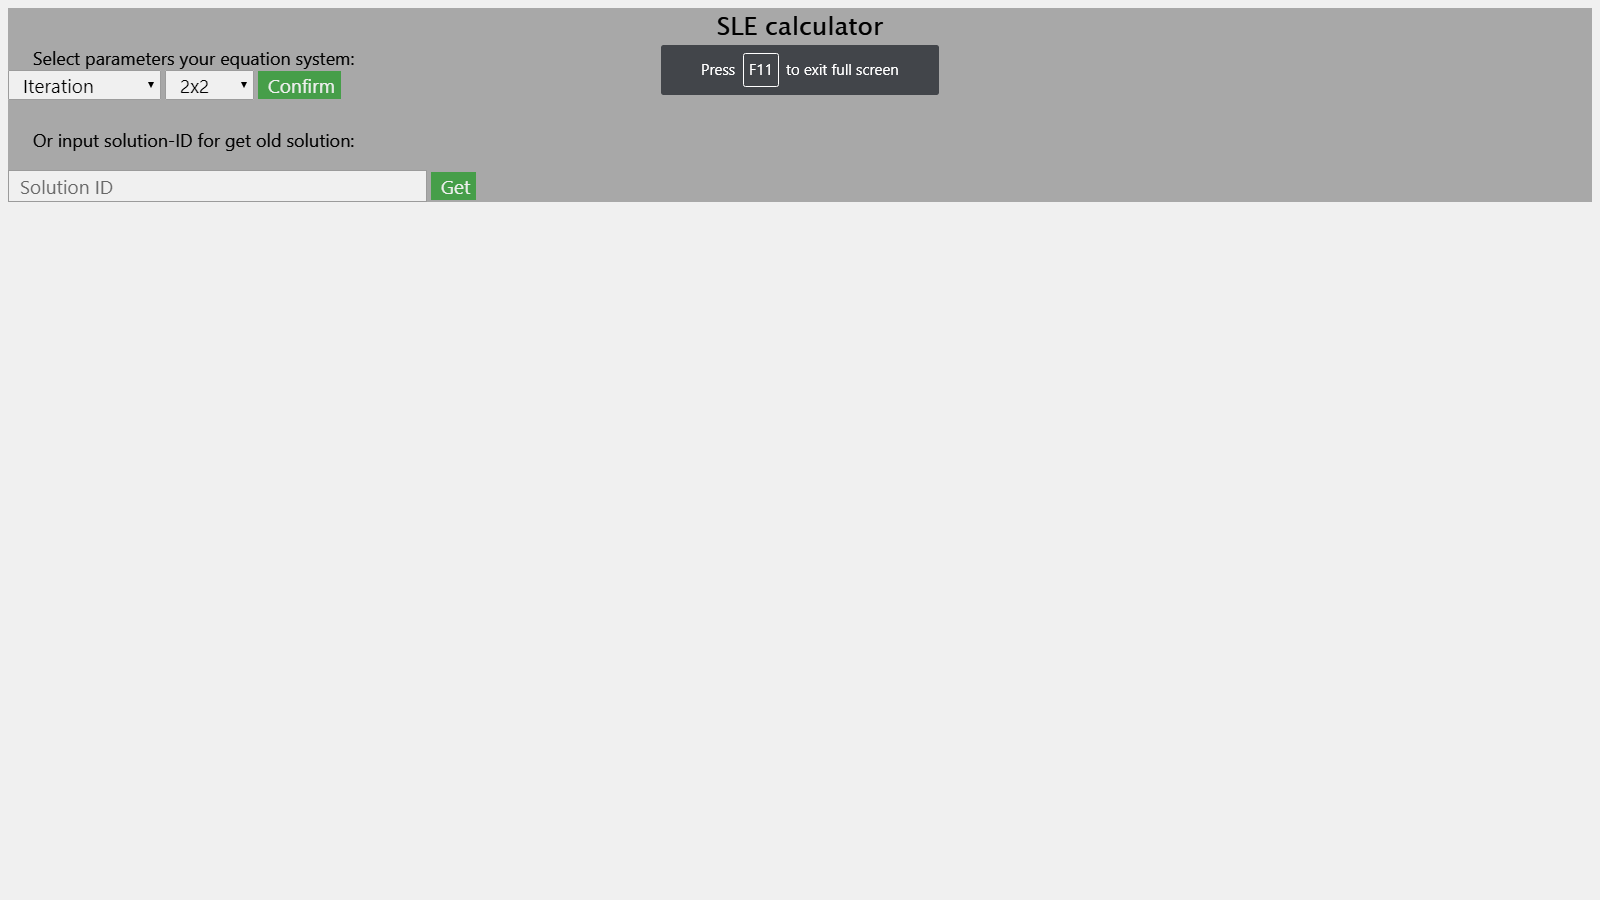 SLE calculator
Select parameters your equation system:
Press F11 to exit full screen
Iteration 2x2 Confirm
Or input solution-ID for get old solution:
Solution ID Get